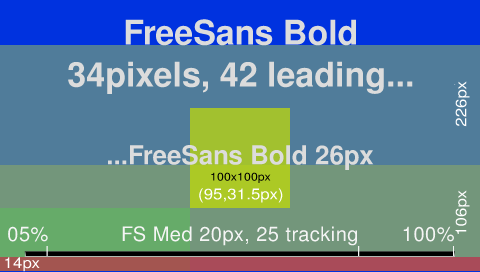 FreeSans Bold
34pixels, 42 leading...
226px
...FreeSans Bold 26px
100x100px
(95,31.5px)
106px
05%
FS Med 20px, 25 tracking
100%
14px